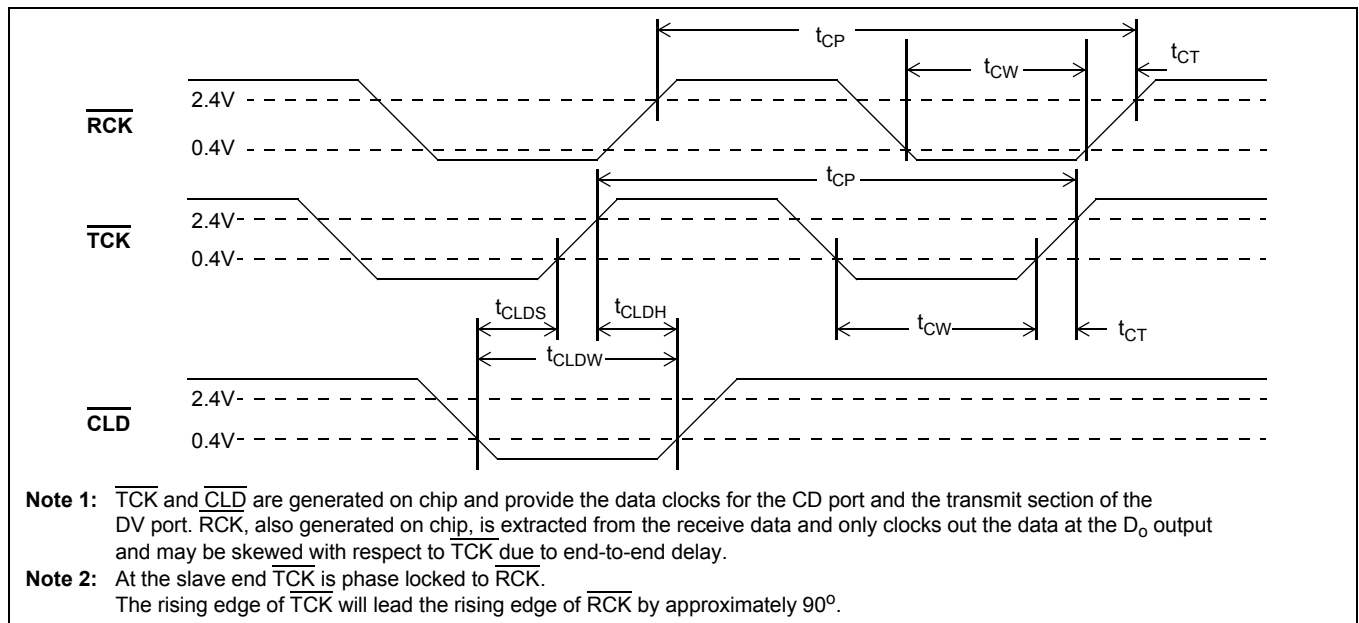 tCP
tCW
tCT
2.4V
RCK
0.4V
tCP
2.4V
TCK
0.4V
tCLDS
tCLDH
tCW
tCT
tCLDW
2.4V
CLD
0.4V
Note 1: TCK and CLD are generated on chip and provide the data clocks for the CD port and the transmit section of the
DV port. RCK, also generated on chip, is extracted from the receive data and only clocks out the data at the Do output
and may be skewed with respect to TCK due to end-to-end delay.
Note 2: At the slave end TCK is phase locked to RCK.
The rising edge of TCK will lead the rising edge of RCK by approximately 90o.